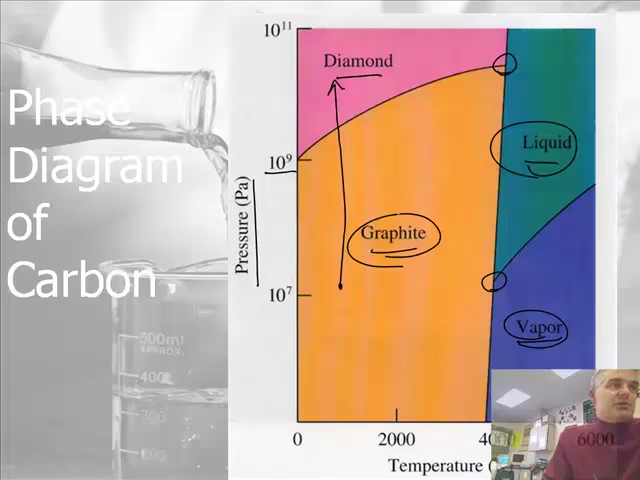 Phase
Diagram
of
Carbon
10¹¹
Diamond
10⁹
Liquid
Pressure (Pa)
Graphite
10⁷
Vapor
500ml
APPROX
400
0
2000
6000
Temperature (